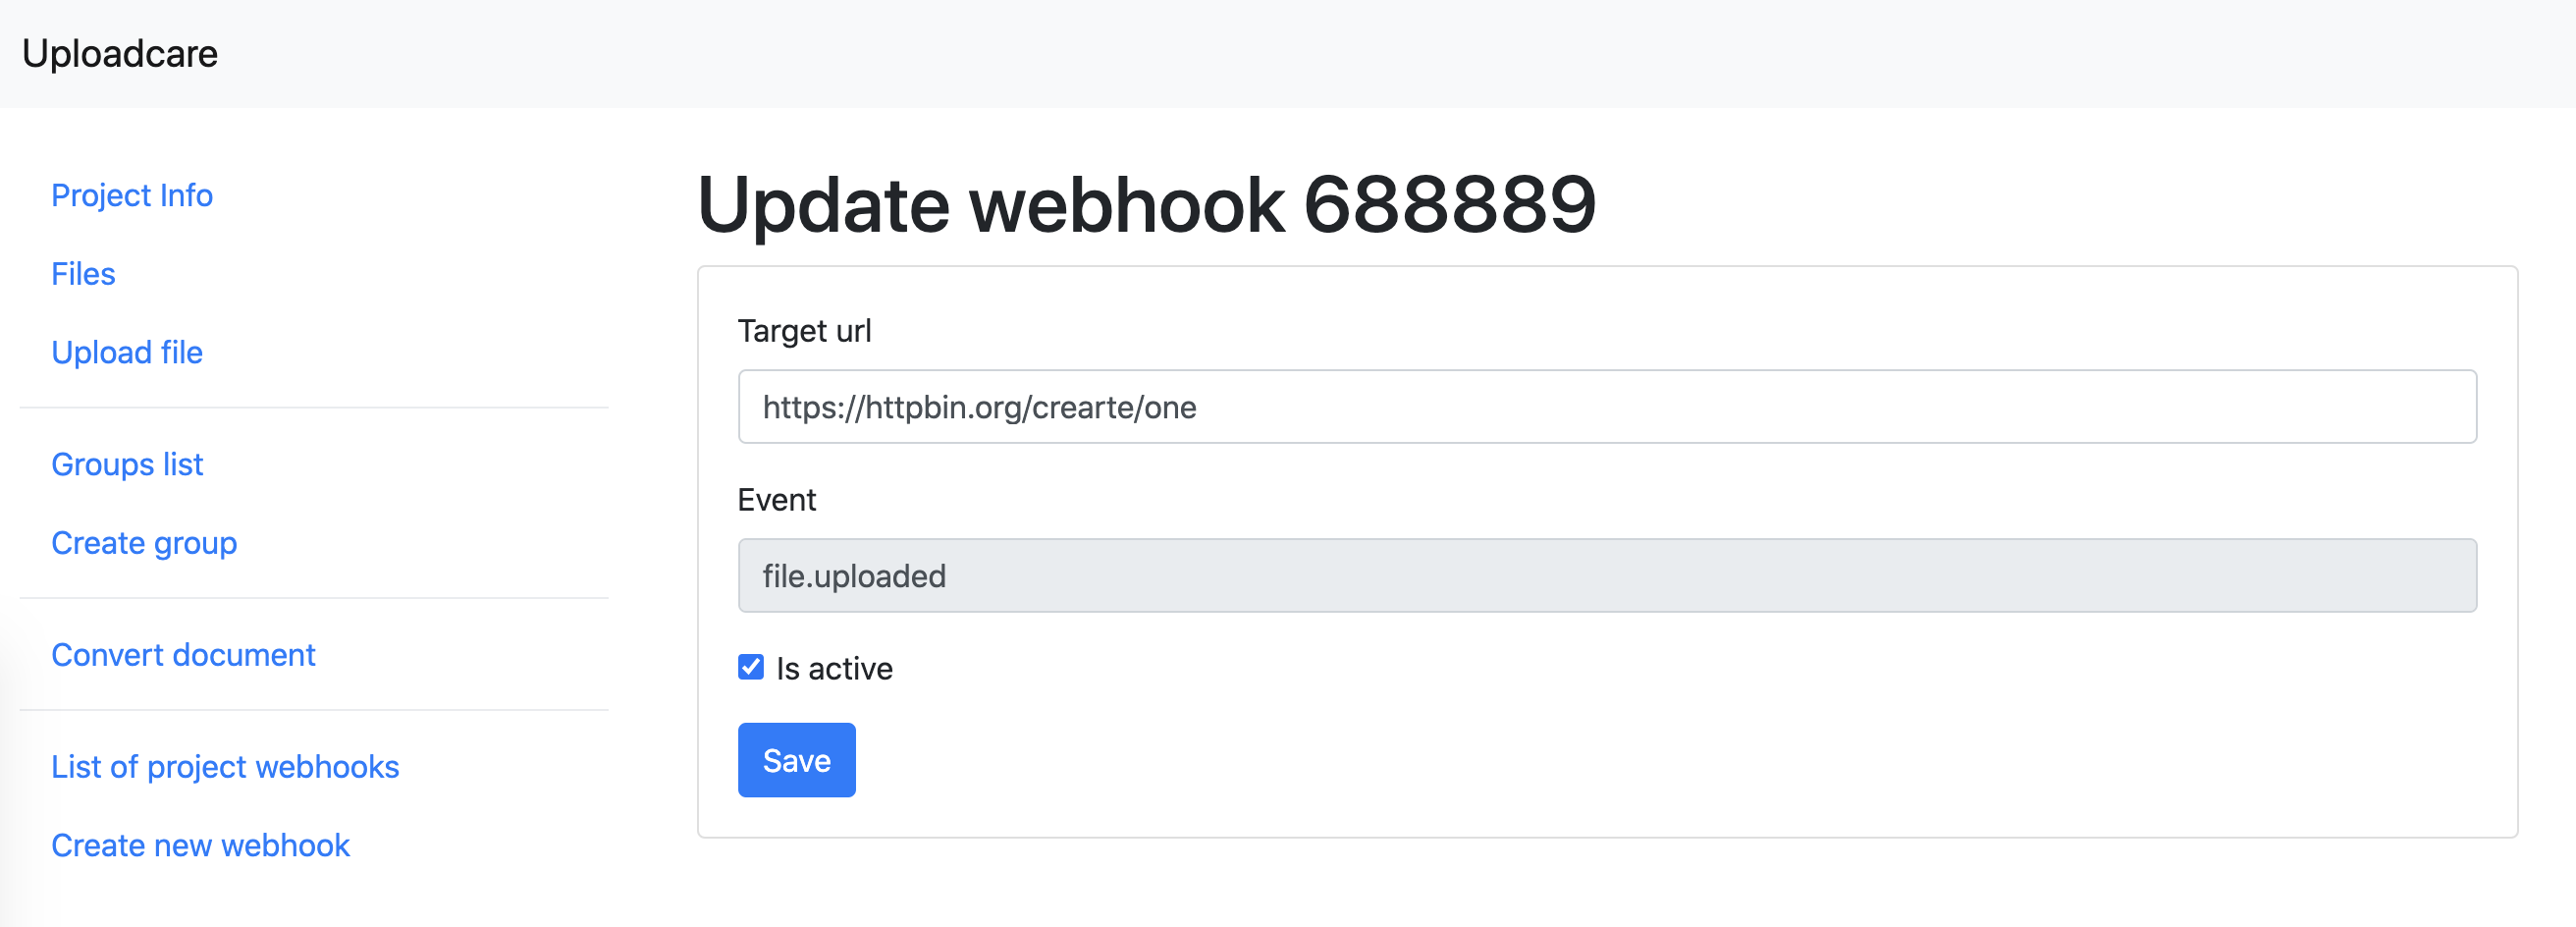 Uploadcare
Project Info
Files
Upload file
Groups list
Create group
Convert document
List of project webhooks
Create new webhook
Update webhook 688889
Target url
https://httpbin.org/crearte/one
Event
file.uploaded
Is active
Save